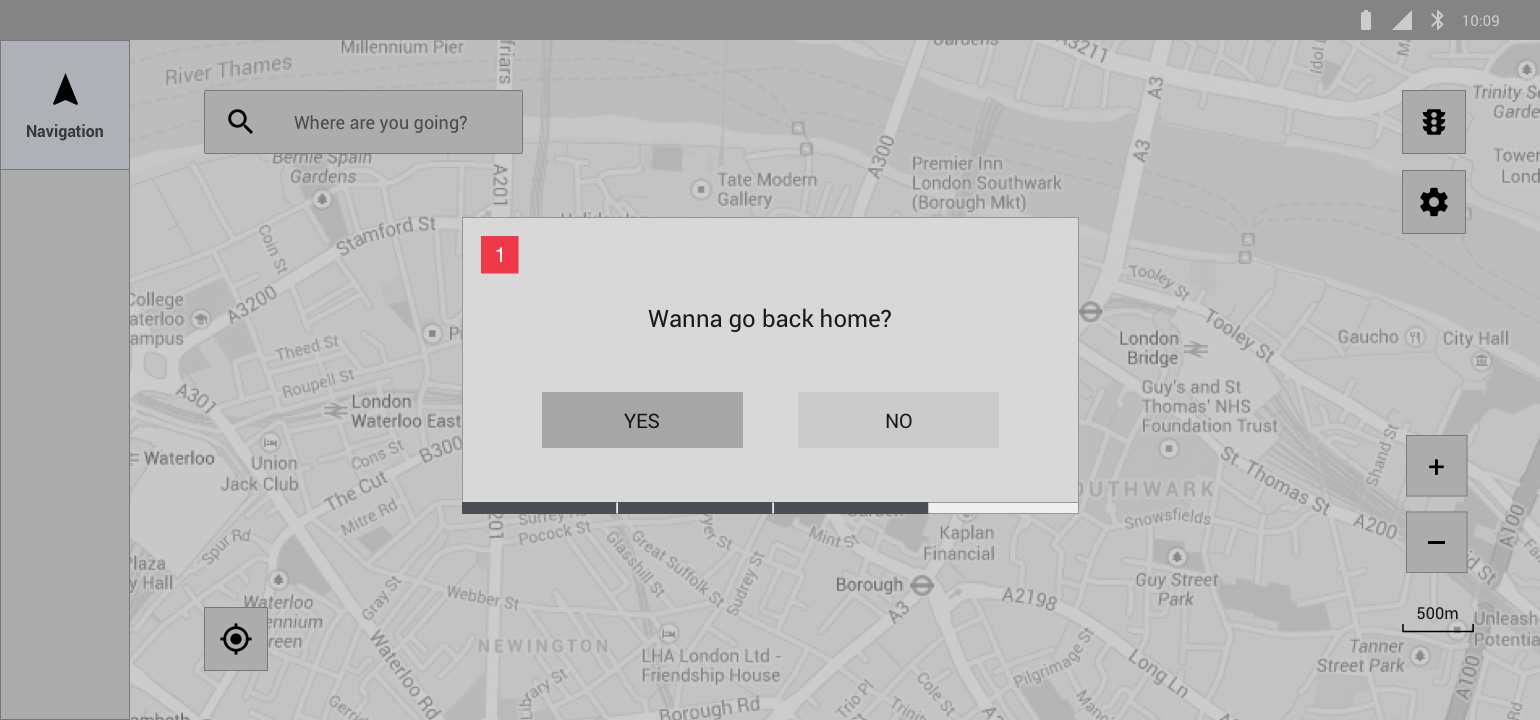 10:09
Navigation
Where are you going?
Millennium Pier
River Thames
Bernie Spain
Gardens
friars
A201
A300
A3211
A3
A3
Gardens
Trinity S
Garde
Tower
Lond
Tate Modern
Gallery
Premier Inn
London Southwark
(Borough Mkt)
Stamford St
Coin St
A3200
College
aterloo
ampus
Theed St
Roupell St
A301
London
Waterloo East
Waterloo
Union
Jack Club
Cons St
B300
The Cut
Mitre Rd
Spur Rd
1
Wanna go back home?
YES
NO
Tooley St
Tooley St
London
Bridge
Gaucho
City Hall
Guy's and St
Thomas' NHS
Foundation Trust
St. Thomas St
Shand St
OUTHWARK
Snowsfields
A200
A100
+
–
id St
Kaplan
Financial
Mint St
Surrey
Pocock St
201
Glasshill St
Great Suffolk St
Sudrey St
Borough
A3
A2198
Guy Street
Park
Plaza
y Hall
Waterloo
ennium
reen
Gray St
Webber St
Waterloo Rd
NEWINGTON
LHA London Ltd -
Friendship House
Borough Rd
Trio Pl
Cole St
Pilgrimage St
Long Ln
500m
Unleash
Potentia
Tanner
Street Park
A100